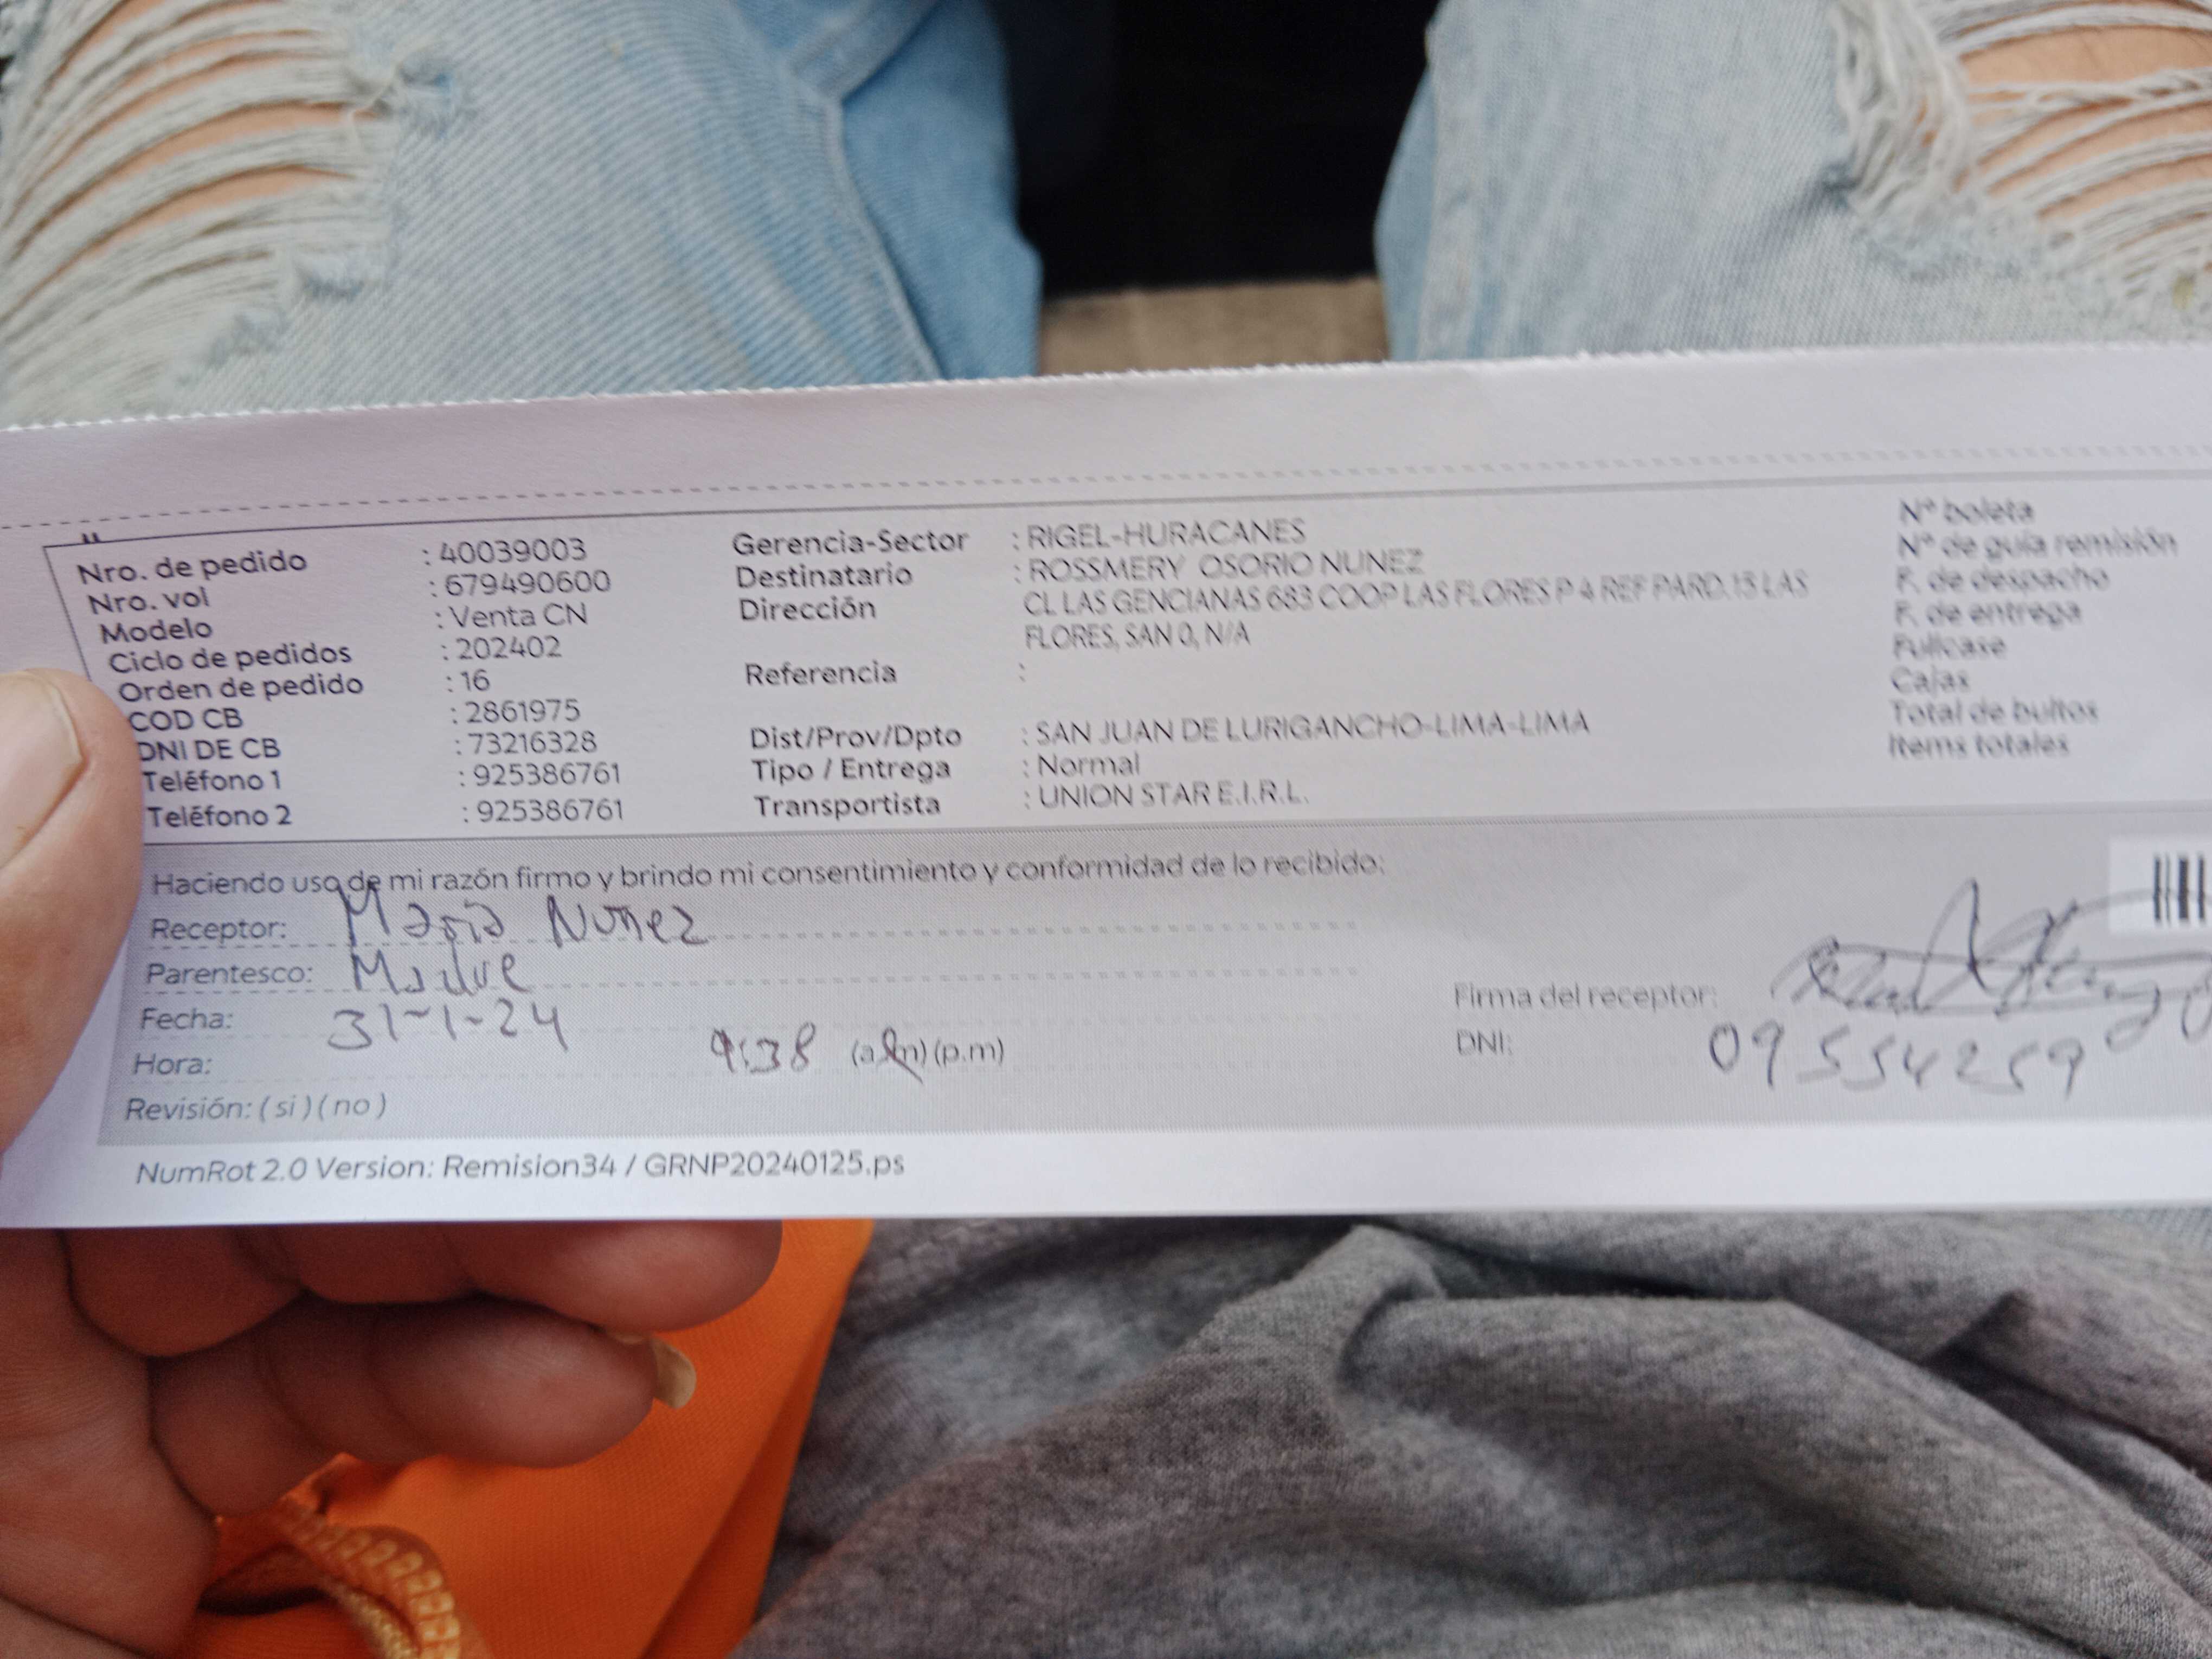 Nro. de pedido : 40039003
Nro. vol : 679490600
Modelo : Venta CN
Ciclo de pedidos : 202402
Orden de pedido : 16
COD CB : 2861975
DNI DE CB : 73216328
Teléfono 1 : 925386761
Teléfono 2 : 925386761
Gerencia-Sector : RIGEL-HURACANES
Destinatario : ROSSMERY OSORIO NUNEZ
Dirección CL LAS GENCIANAS 683 COOP LAS FLORES P 4 REF PARD.13 LAS
FLORES, SAN 0, N/A
Referencia :
Dist/Prov/Dpto : SAN JUAN DE LURIGANCHO-LIMA-LIMA
Tipo / Entrega : Normal
Transportista : UNION STAR E.I.R.L.
N° boleta
N° de guía remisión
F. de despacho
F. de entrega
Fullcase
Cajas
Total de bultos
Items totales
Haciendo uso de mi razón firmo y brindo mi consentimiento y conformidad de lo recibido:
Receptor: Maria Nuñez
Parentesco: Madre
Fecha: 31-1-24
Hora: 9:38 (a.m) (p.m)
Revisión: ( si ) ( no )
Firma del receptor:
DNI: 09554259
NumRot 2.0 Version: Remision34 / GRNP20240125.ps